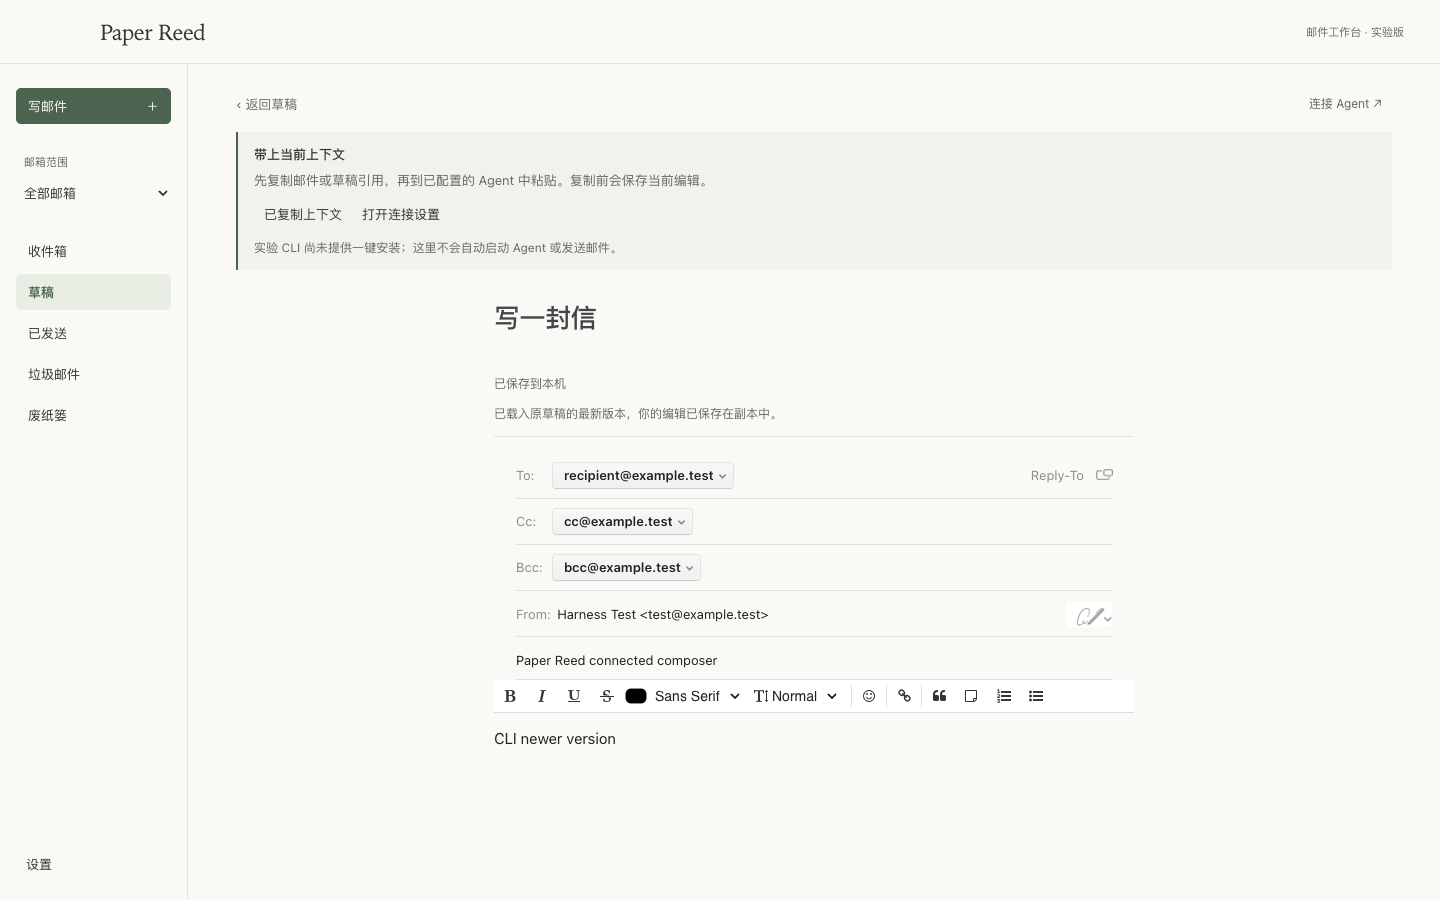 Paper Reed
邮件工作台 · 实验版
写邮件 +
邮箱范围
全部邮箱
收件箱
草稿
已发送
垃圾邮件
废纸篓
设置
‹ 返回草稿
连接 Agent ↗
带上当前上下文
先复制邮件或草稿引用，再到已配置的 Agent 中粘贴。复制前会保存当前编辑。
已复制上下文 打开连接设置
实验 CLI 尚未提供一键安装；这里不会自动启动 Agent 或发送邮件。
写一封信
已保存到本机
已载入原草稿的最新版本，你的编辑已保存在副本中。
To: recipient@example.test Reply-To
Cc: cc@example.test
Bcc: bcc@example.test
From: Harness Test <test@example.test>
Paper Reed connected composer
B I U S Sans Serif Normal
CLI newer version